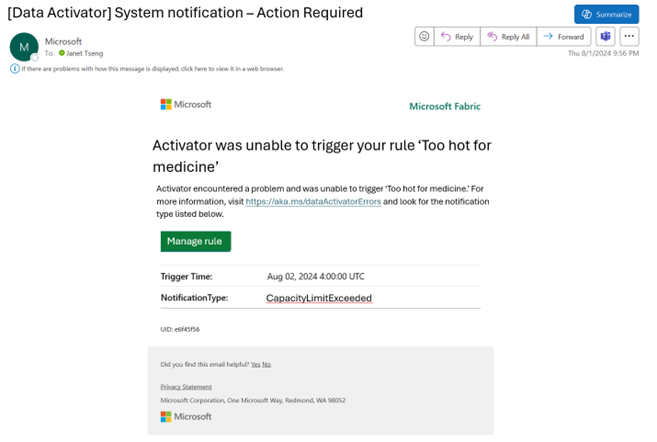 [Data Activator] System notification – Action Required
Summarize
M
Microsoft
To Janet Tseng
Reply
Reply All
Forward
Thu 8/1/2024 9:56 PM
If there are problems with how this message is displayed, click here to view it in a web browser.
Microsoft
Microsoft Fabric
Activator was unable to trigger your rule ‘Too hot for
medicine’
Activator encountered a problem and was unable to trigger ‘Too hot for medicine.’ For
more information, visit https://aka.ms/dataActivatorErrors and look for the notification
type listed below.
Manage rule
Trigger Time: Aug 02, 2024 4:00:00 UTC
NotificationType: CapacityLimitExceeded
UID: e6f45f56
Did you find this email helpful? Yes No
Privacy Statement
Microsoft Corporation, One Microsoft Way, Redmond, WA 98052
Microsoft